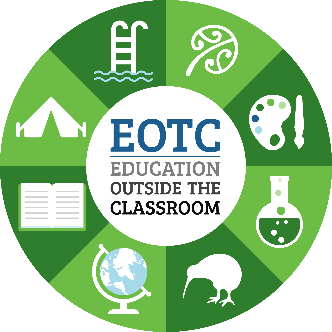 EOTC
EDUCATION
OUTSIDE THE
CLASSROOM